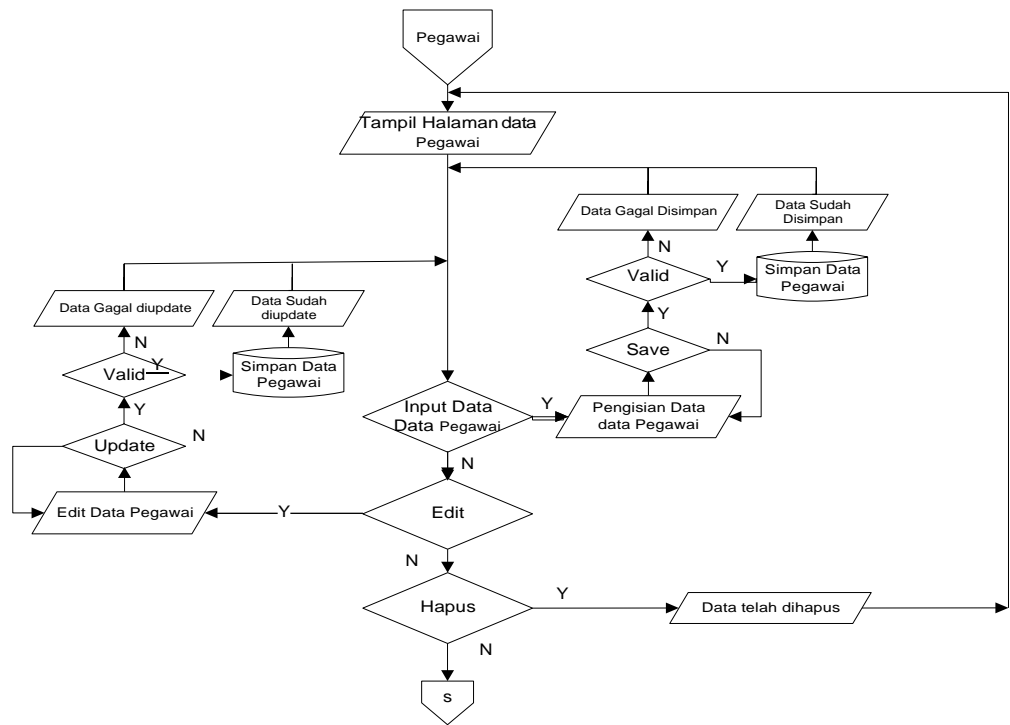 Pegawai
Tampil Halaman data
Pegawai
Data Gagal Disimpan
Data Sudah
Disimpan
N
Valid
Y
Simpan Data
Pegawai
Y
Save
N
Data Gagal diupdate
Data Sudah
diupdate
N
Valid
Y
Simpan Data
Pegawai
Y
Update
N
Input Data
Data Pegawai
Y
Pengisian Data
data Pegawai
N
Edit Data Pegawai
Y
Edit
N
Hapus
Y
Data telah dihapus
N
s